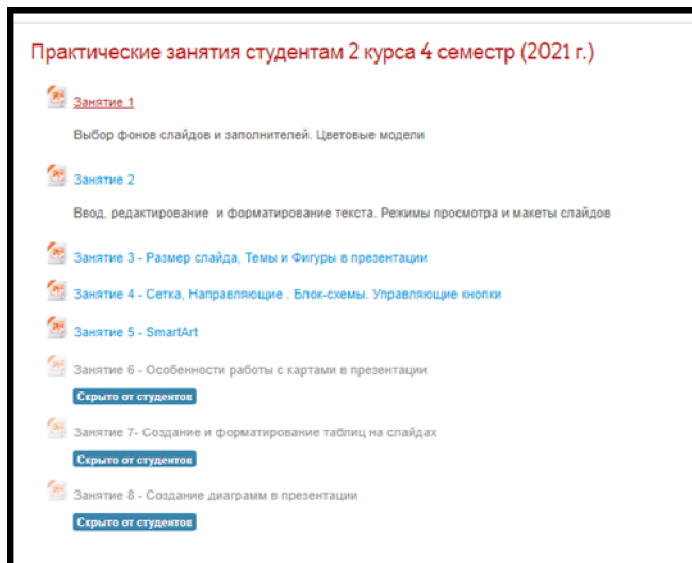 Практические занятия студентам 2 курса 4 семестр (2021 г.)
Занятие 1
Выбор фонов слайдов и заполнителей. Цветовые модели
Занятие 2
Ввод, редактирование и форматирование текста. Режимы просмотра и макеты слайдов
Занятие 3 - Размер слайда, Темы и Фигуры в презентации
Занятие 4 - Сетка, Направляющие . Блок-схемы. Управляющие кнопки
Занятие 5 - SmartArt
Занятие 6 - Особенности работы с картами в презентации
Скрыто от студентов
Занятие 7- Создание и форматирование таблиц на слайдах
Скрыто от студентов
Занятие 8 - Создание диаграмм в презентации
Скрыто от студентов